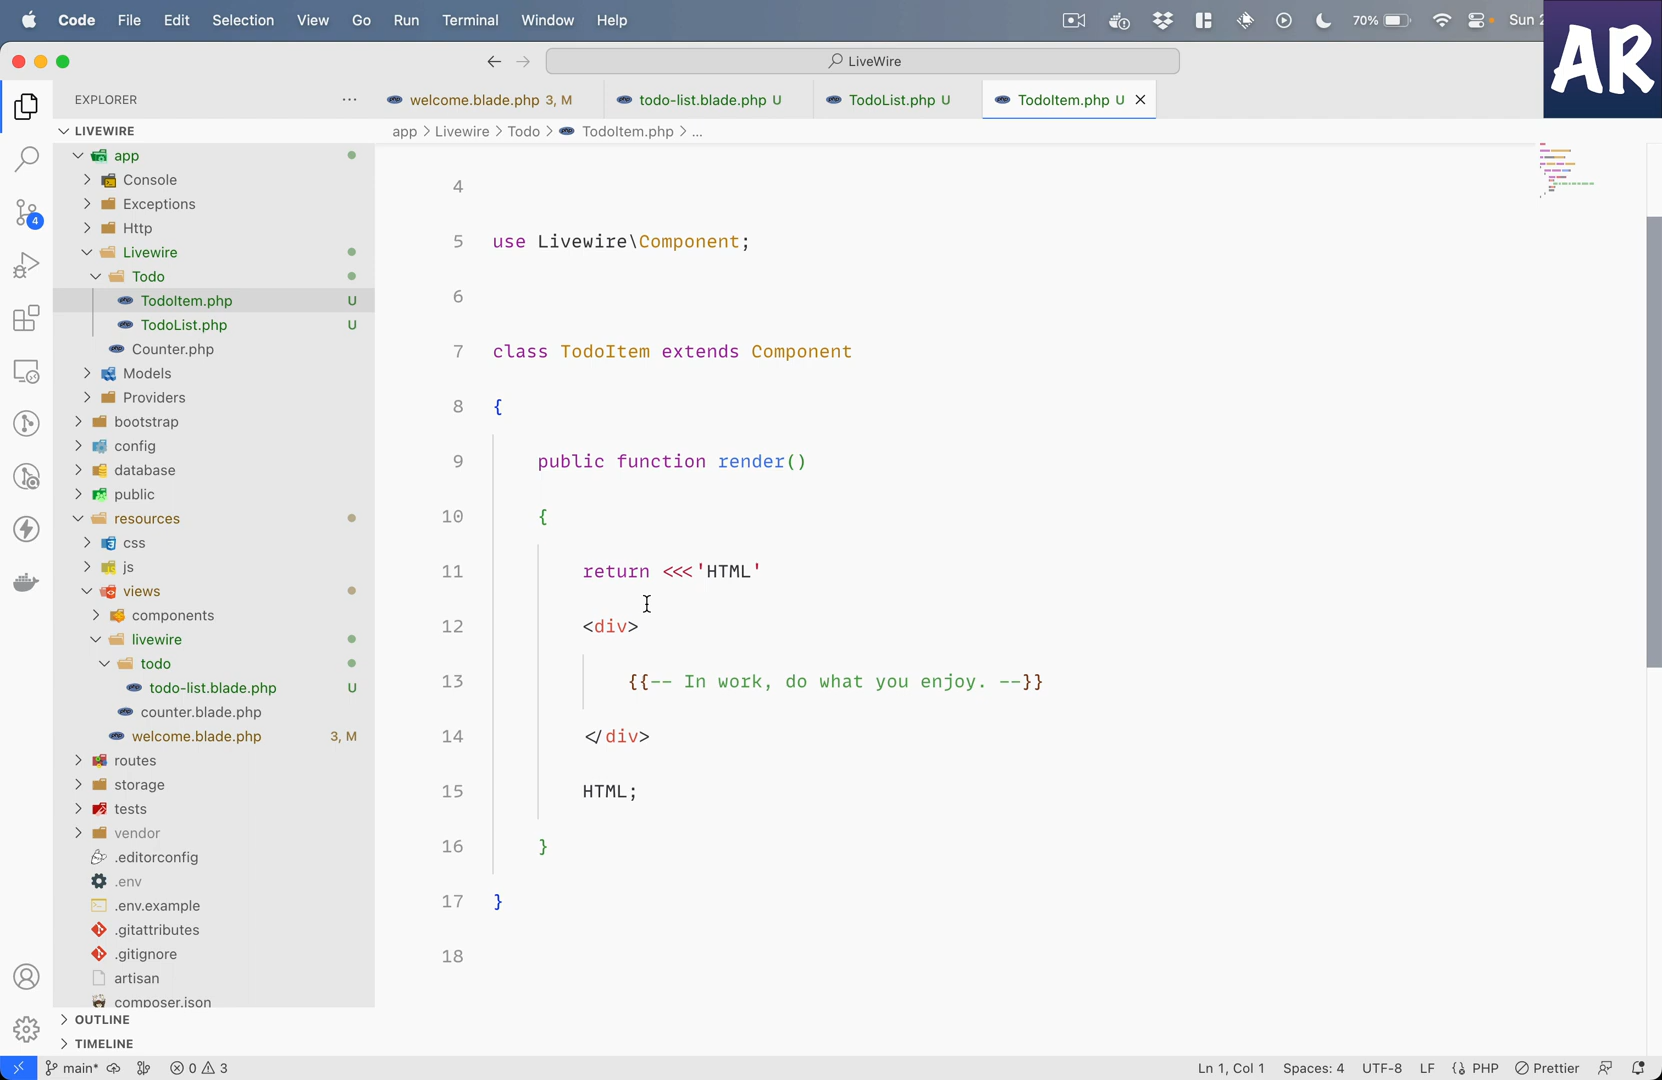 Code File Edit Selection View Go Run Terminal Window Help 70% Sun
AR
LiveWire
EXPLORER
welcome.blade.php 3, M
todo-list.blade.php U
TodoList.php U
TodoItem.php U
LIVEWIRE
app > Livewire > Todo > TodoItem.php > ...
app
Console
Exceptions
Http
Livewire
Todo
TodoItem.php U
TodoList.php U
Counter.php
Models
Providers
bootstrap
config
database
public
resources
css
js
views
components
livewire
todo
todo-list.blade.php U
counter.blade.php
welcome.blade.php 3, M
routes
storage
tests
vendor
.editorconfig
.env
.env.example
.gitattributes
.gitignore
artisan
composer.json
OUTLINE
TIMELINE
4
4
5 use Livewire\Component;
6
7 class TodoItem extends Component
8 {
9 public function render()
10 {
11 return <<<'HTML'
12 <div>
13 {{-- In work, do what you enjoy. --}}
14 </div>
15 HTML;
16 }
17 }
18
main* 0 3
Ln 1, Col 1 Spaces: 4 UTF-8 LF PHP Prettier